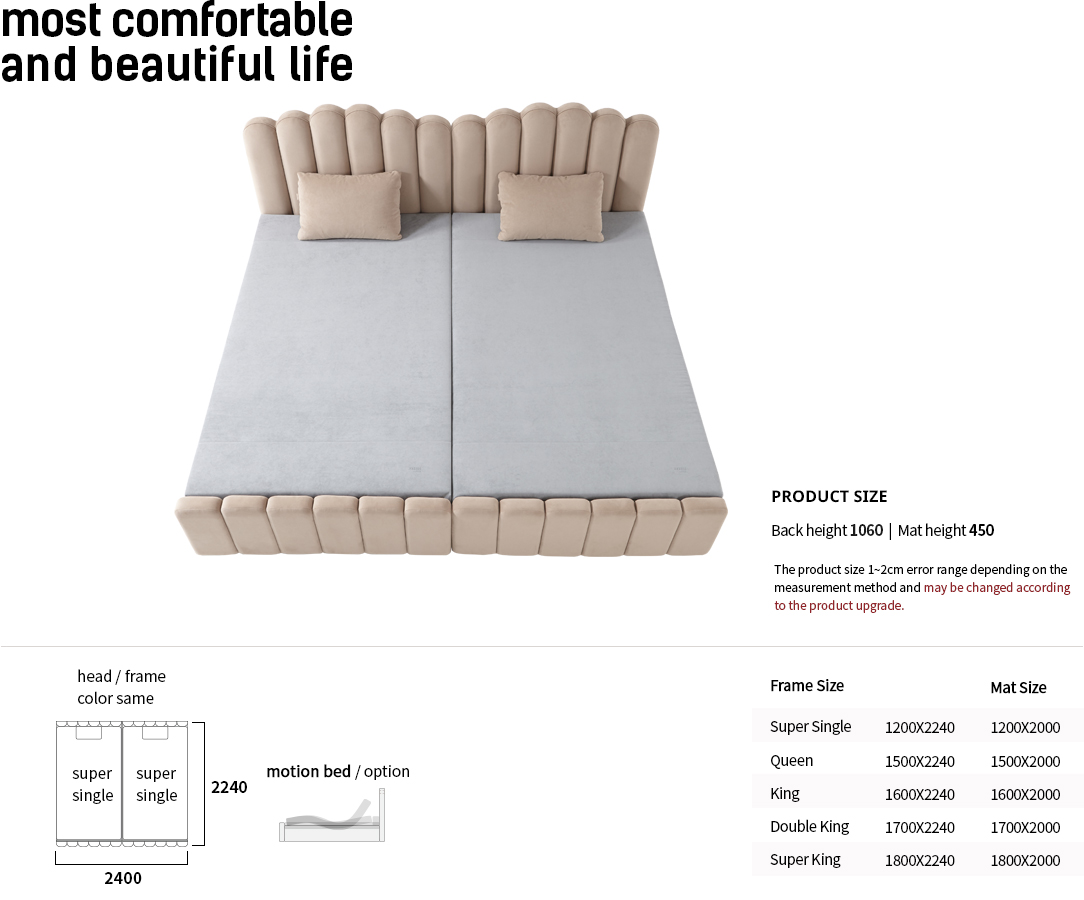 most comfortable
and beautiful life
PRODUCT SIZE
Back height 1060 | Mat height 450
The product size 1~2cm error range depending on the
measurement method and may be changed according
to the product upgrade.
head / frame
color same
super single
super single
2240
2400
motion bed / option
Frame Size Mat Size
Super Single 1200X2240 1200X2000
Queen 1500X2240 1500X2000
King 1600X2240 1600X2000
Double King 1700X2240 1700X2000
Super King 1800X2240 1800X2000